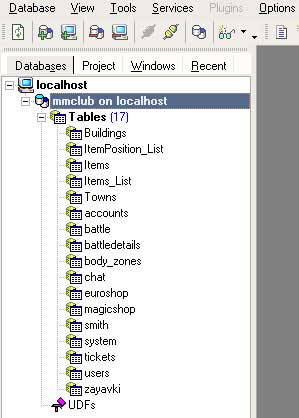 Database View Tools Services Plugins Options
Databases Project Windows Recent
localhost
mmclub on localhost
Tables (17)
Buildings
ItemPosition_List
Items
Items_List
Towns
accounts
battle
battledetails
body_zones
chat
euroshop
magicshop
smith
system
tickets
users
zayavki
UDFs